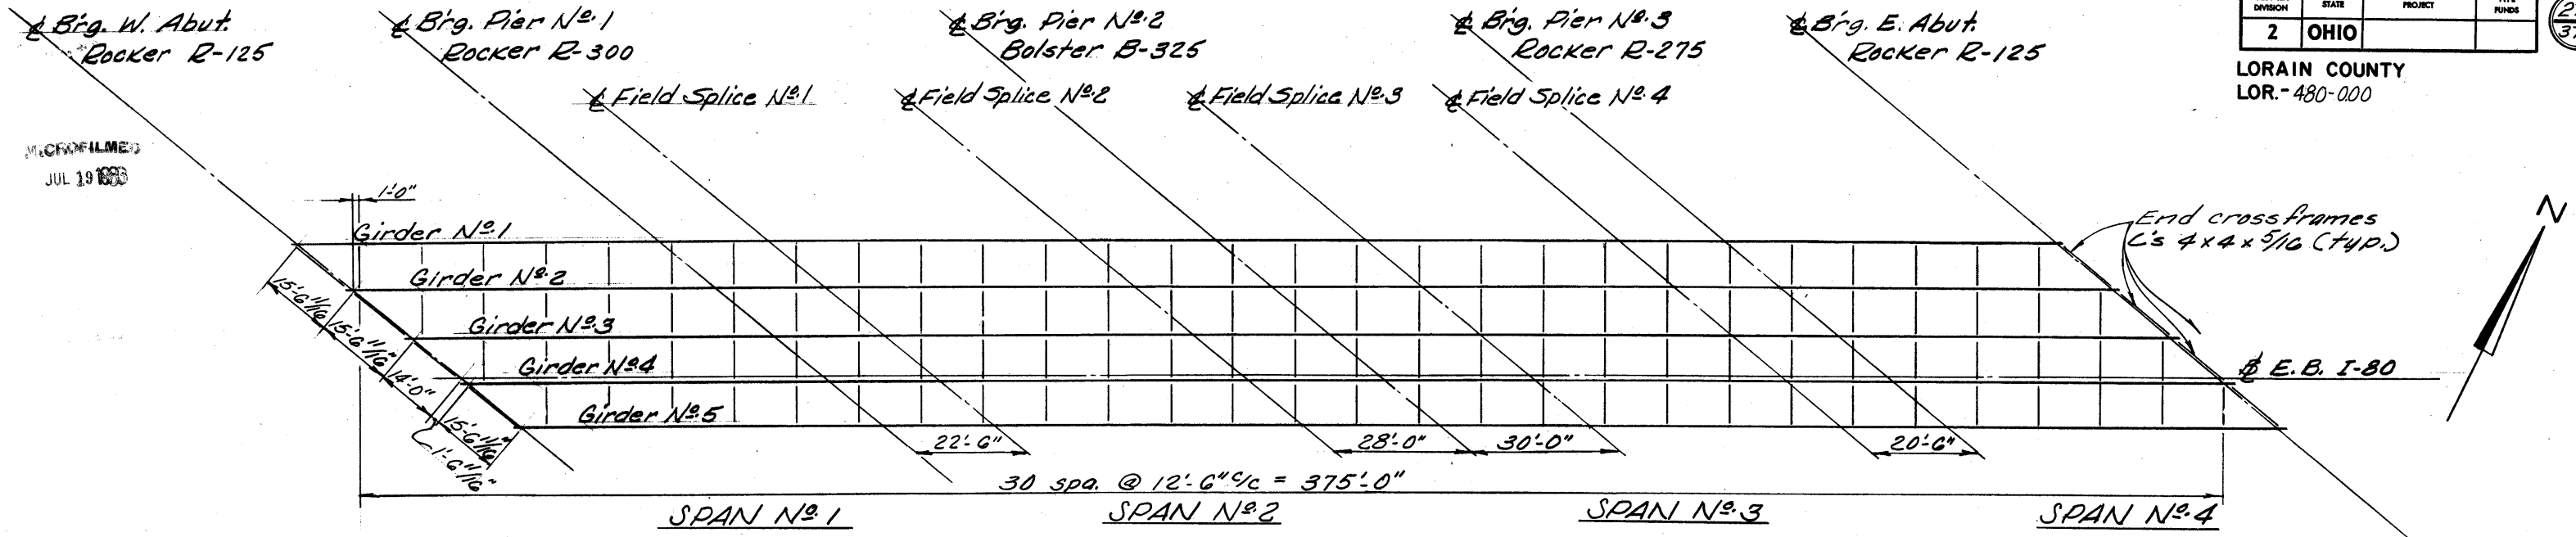 ℄ Brg. W. Abut.
Rocker R-125
℄ Brg. Pier Nº.1
Rocker R-300
℄ Brg. Pier Nº.2
Bolster B-325
℄ Brg. Pier Nº.3
Rocker R-275
℄ Brg. E. Abut.
Rocker R-125
DIVISION STATE PROJECT FUNDS
2 OHIO
LORAIN COUNTY
LOR.-480-0.00
℄ Field Splice Nº.1
℄ Field Splice Nº.2
℄ Field Splice Nº.3
℄ Field Splice Nº.4
MICROFILMED
JUL 19
1'-0"
N
End cross frames
L's 4 x 4 x 5/16 (typ.)
Girder Nº.1
Girder Nº.2
Girder Nº.3
Girder Nº.4
Girder Nº.5
15'-6 11/16"
15'-6 11/16"
14'-0"
15'-6 11/16"
1'-6 11/16"
E.B. I-80
22'-6"
28'-0"
30'-0"
20'-6"
30 spa. @ 12'-6" c/c = 375'-0"
SPAN Nº.1
SPAN Nº.2
SPAN Nº.3
SPAN Nº.4